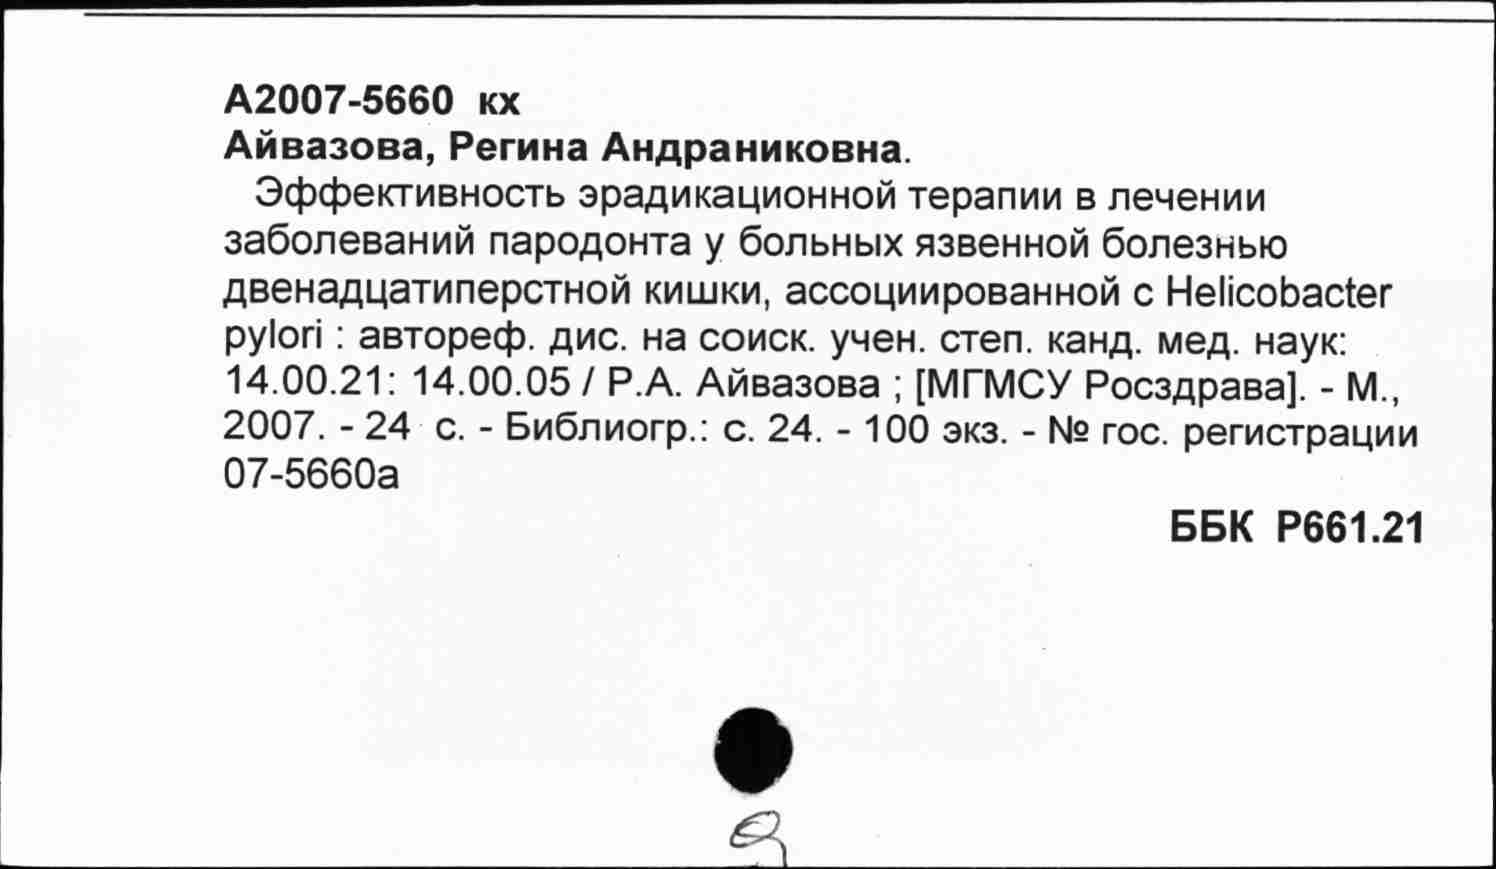 А2007-5660 кх
Айвазова, Регина Андраниковна.
Эффективность эрадикационной терапии в лечении
заболеваний пародонта у больных язвенной болезнью
двенадцатиперстной кишки, ассоциированной с Helicobacter
pylori : автореф. дис. на соиск. учен. степ. канд. мед. наук:
14.00.21: 14.00.05 / Р.А. Айвазова ; [МГМСУ Росздрава]. - М.,
2007. - 24 с. - Библиогр.: с. 24. - 100 экз. - № гос. регистрации
07-5660а
ББК Р661.21